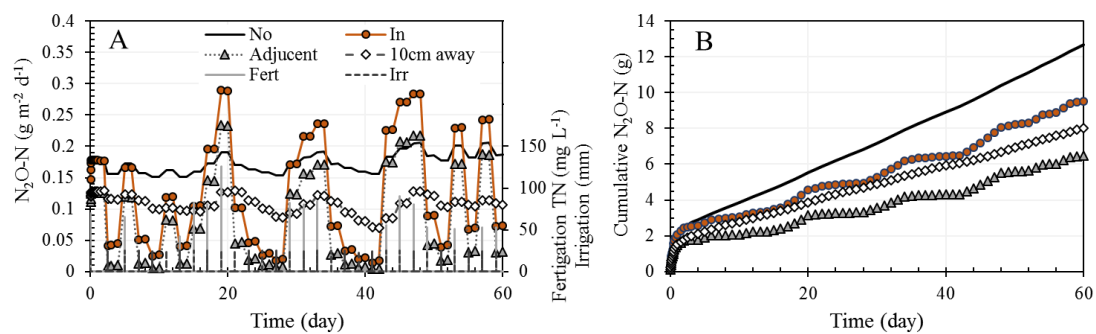 A
No
In
Adjucent
10cm away
Fert
Irr
N₂O-N (g m⁻² d⁻¹)
0.4
0.35
0.3
0.25
0.2
0.15
0.1
0.05
0
150
100
50
0
Fertigation TN (mg L⁻¹)
Irrigation (mm)
0 20 40 60
Time (day)
B
Cumulative N₂O-N (g)
14
12
10
8
6
4
2
0
0 20 40 60
Time (day)